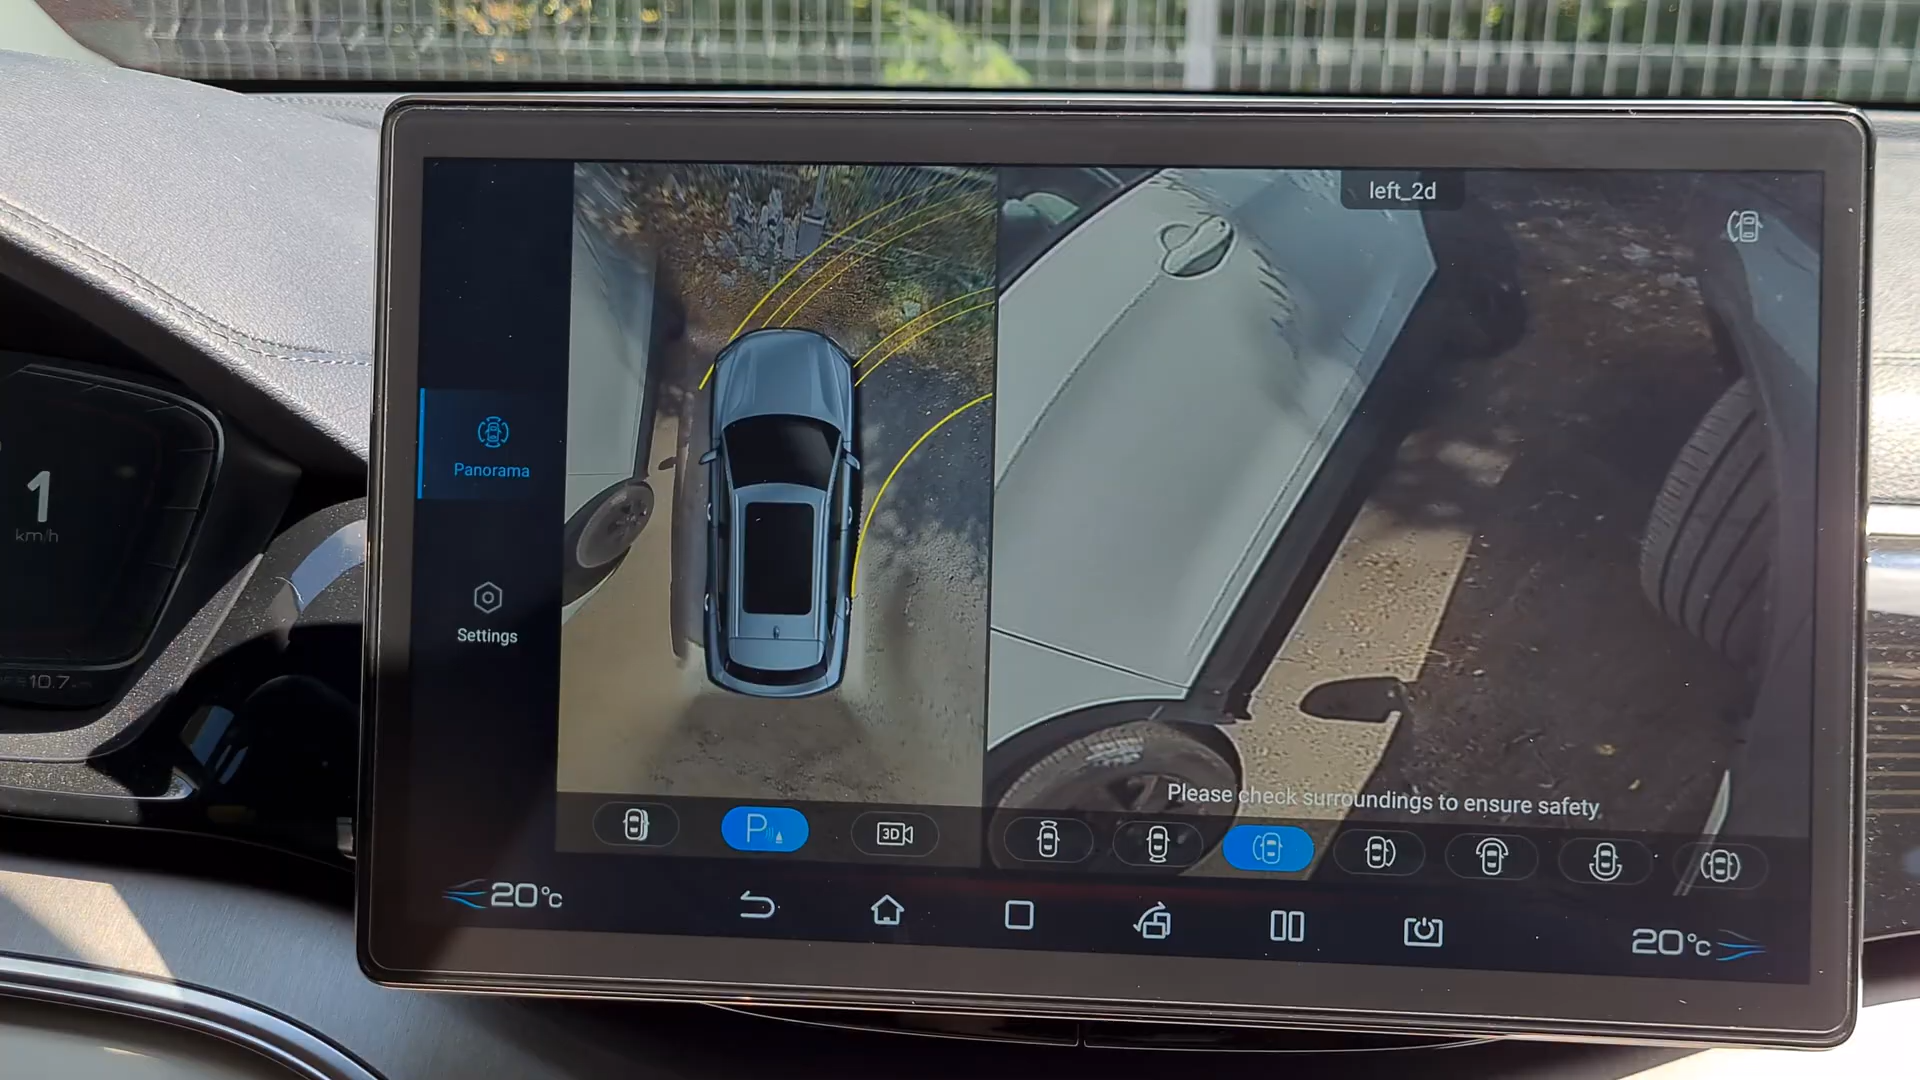 left_2d
Panorama
1
km/h
Settings
10.7
Please check surroundings to ensure safety.
P
3D
20°C
20°C